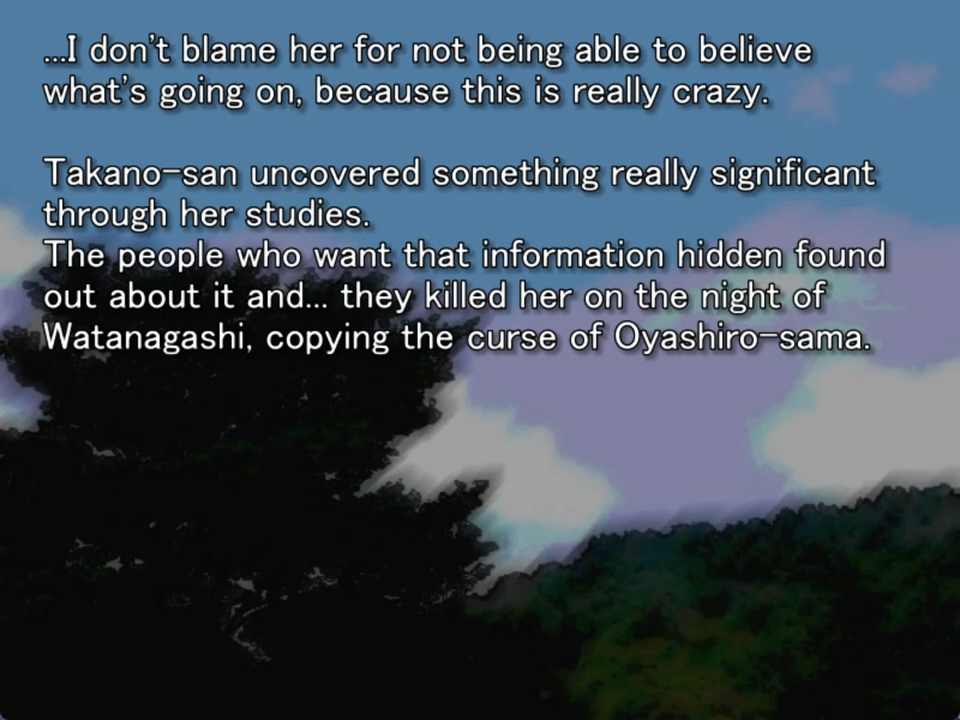 ...I don't blame her for not being able to believe
what's going on, because this is really crazy.
Takano-san uncovered something really significant
through her studies.
The people who want that information hidden found
out about it and... they killed her on the night of
Watanagashi, copying the curse of Oyashiro-sama.